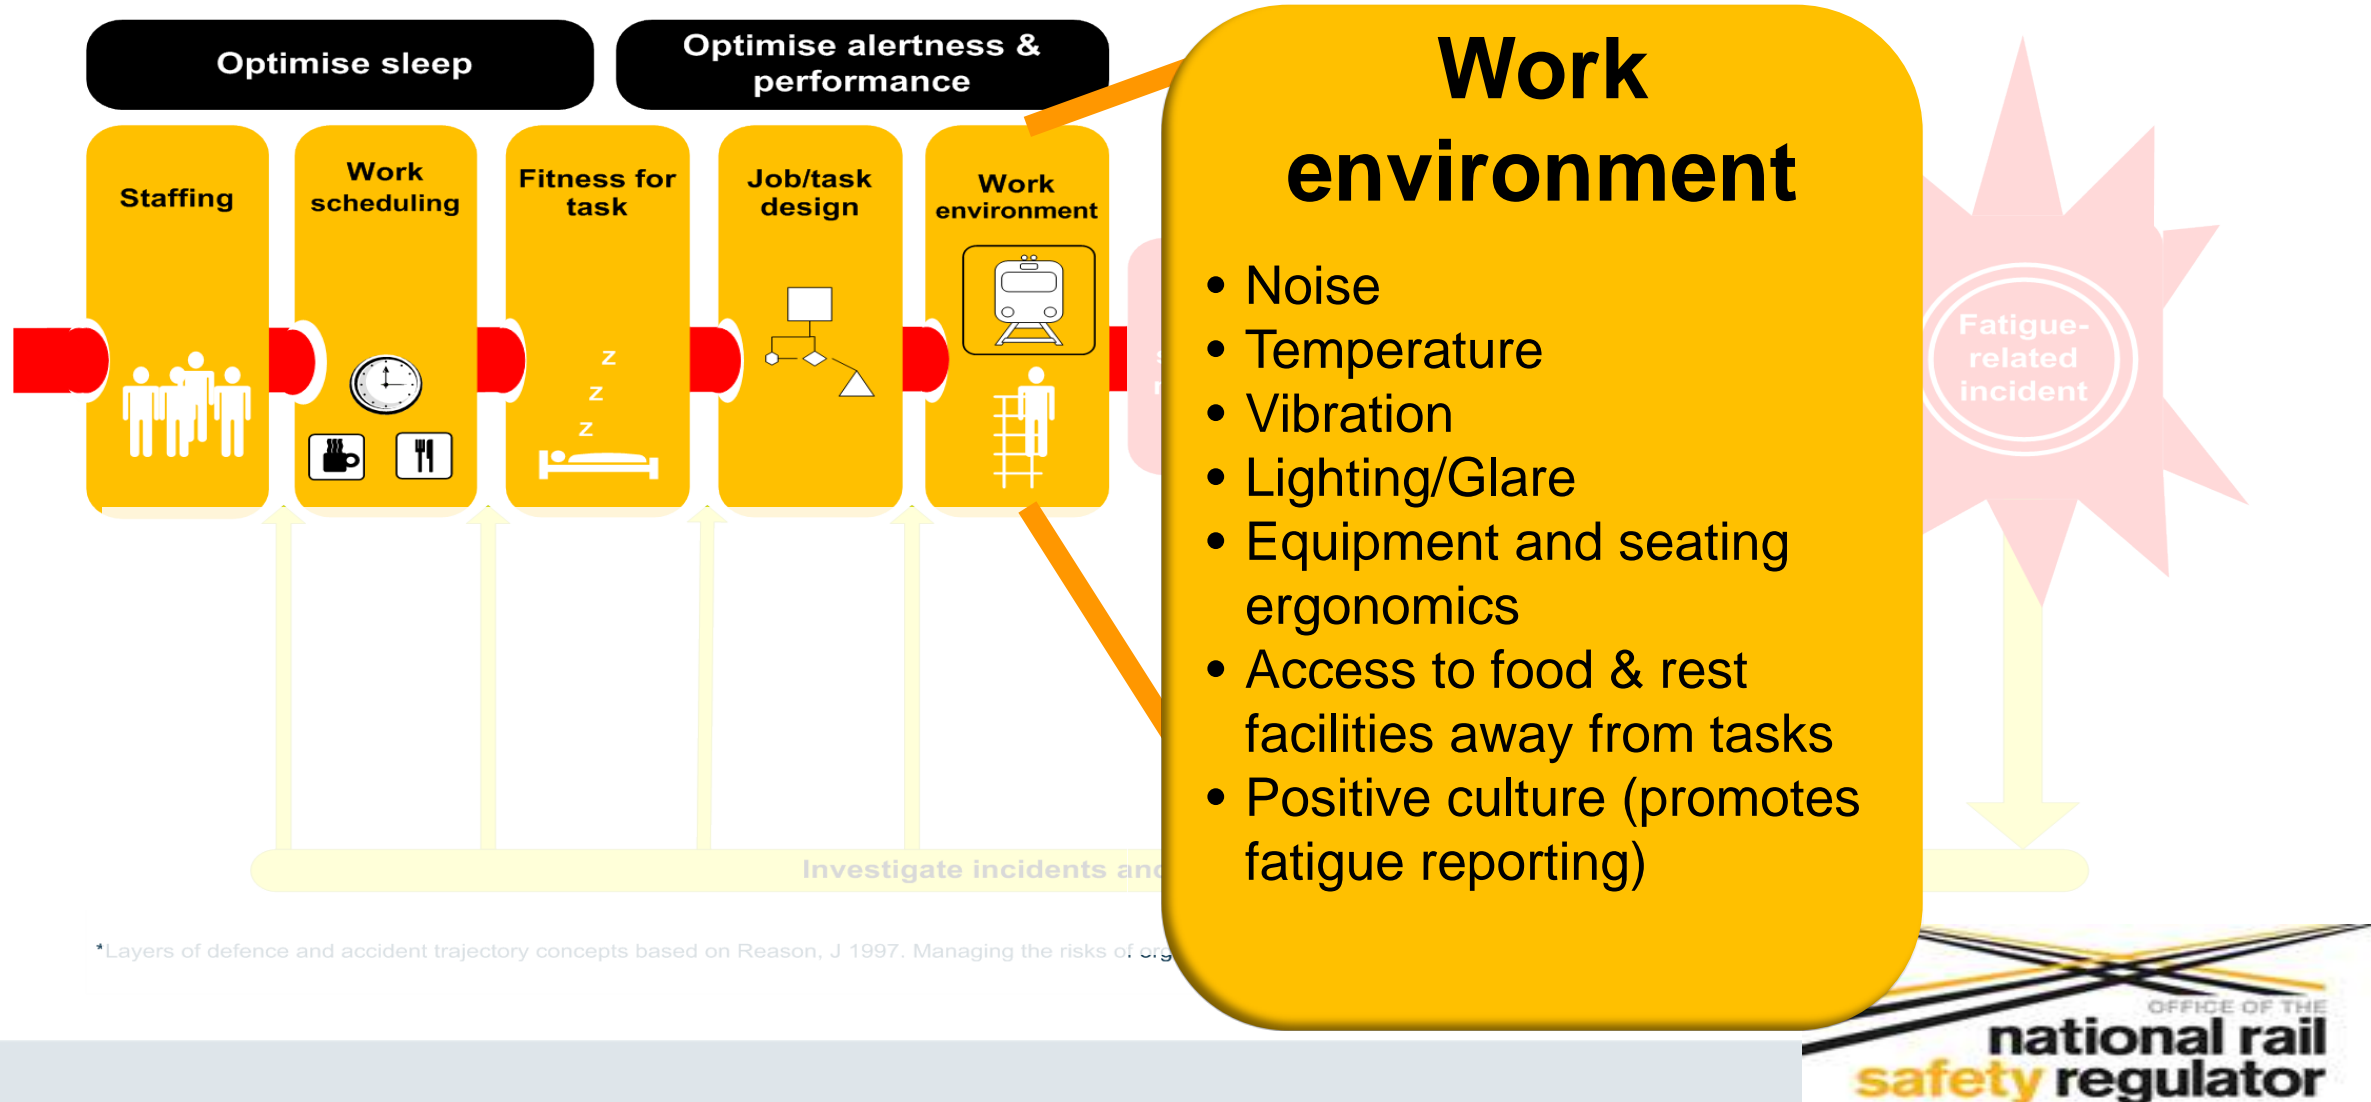 Optimise sleep
Optimise alertness &
performance
Staffing
Work
scheduling
Fitness for
task
z
z
z
Job/task
design
Work
environment
Work
environment
• Noise
• Temperature
• Vibration
• Lighting/Glare
• Equipment and seating
ergonomics
• Access to food & rest
facilities away from tasks
• Positive culture (promotes
fatigue reporting)
Fatigue-
related
incident
Investigate incidents and
*Layers of defence and accident trajectory concepts based on Reason, J 1997. Managing the risks of
OFFICE OF THE
national rail
safety regulator